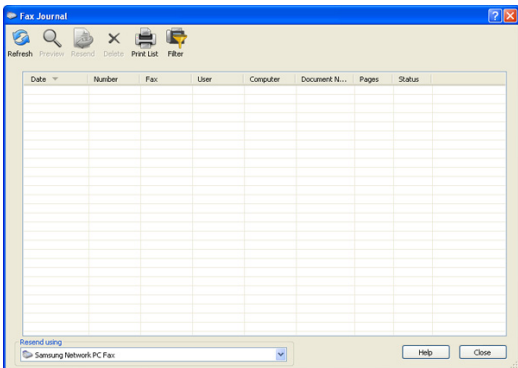 Fax Journal
Refresh Preview Resend Delete Print List Filter
Date Number Fax User Computer Document N... Pages Status
Resend using
Samsung Network PC Fax
Help Close